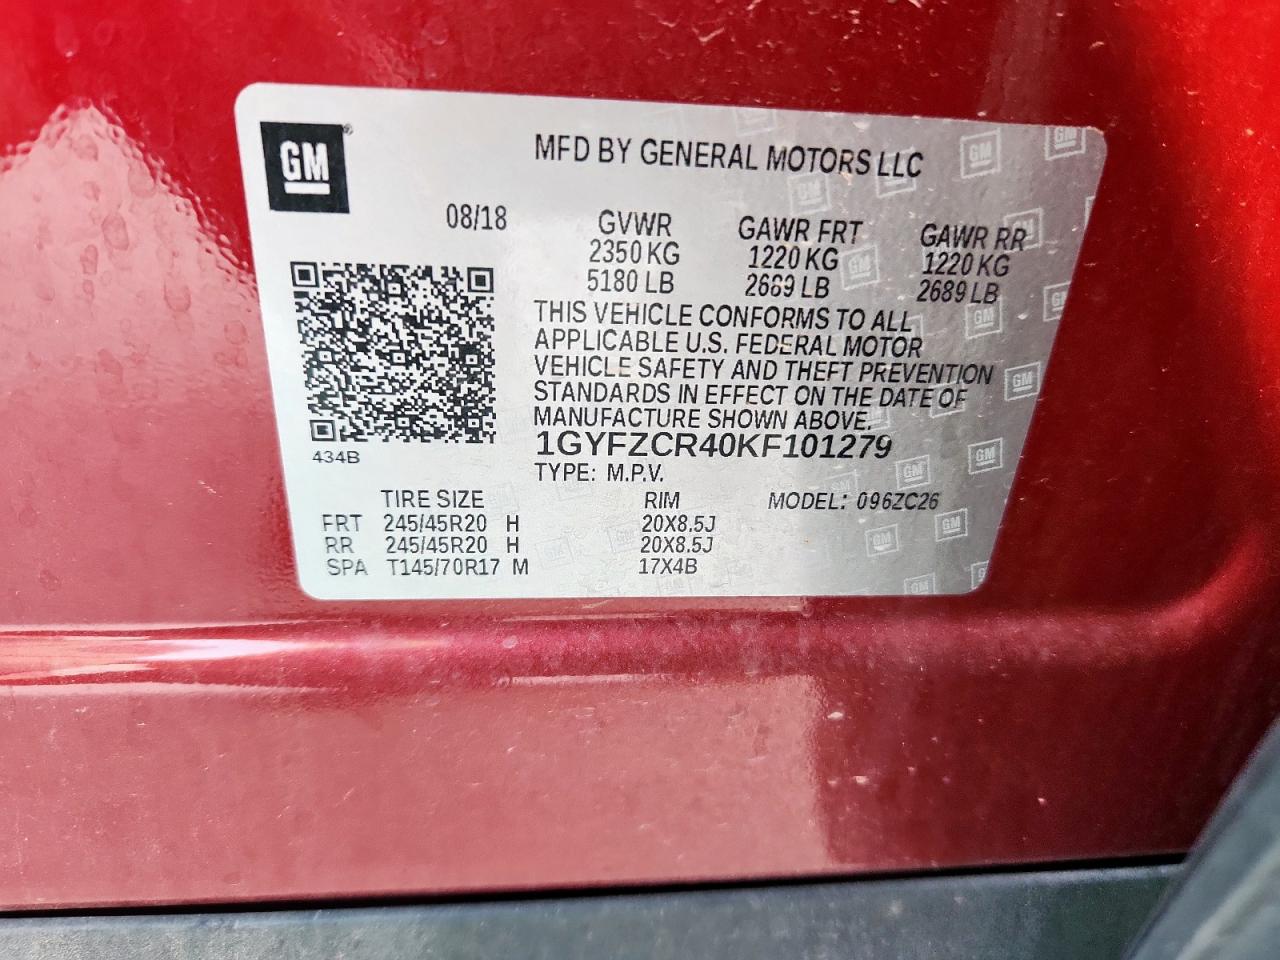 GM
MFD BY GENERAL MOTORS LLC
08/18 GVWR GAWR FRT GAWR RR
2350 KG 1220 KG 1220 KG
5180 LB 2689 LB 2689 LB
THIS VEHICLE CONFORMS TO ALL
APPLICABLE U.S. FEDERAL MOTOR
VEHICLE SAFETY AND THEFT PREVENTION
STANDARDS IN EFFECT ON THE DATE OF
MANUFACTURE SHOWN ABOVE.
434B
1GYFZCR40KF101279
TYPE: M.P.V.
TIRE SIZE RIM MODEL: 096ZC26
FRT 245/45R20 H 20X8.5J
RR 245/45R20 H 20X8.5J
SPA T145/70R17 M 17X4B